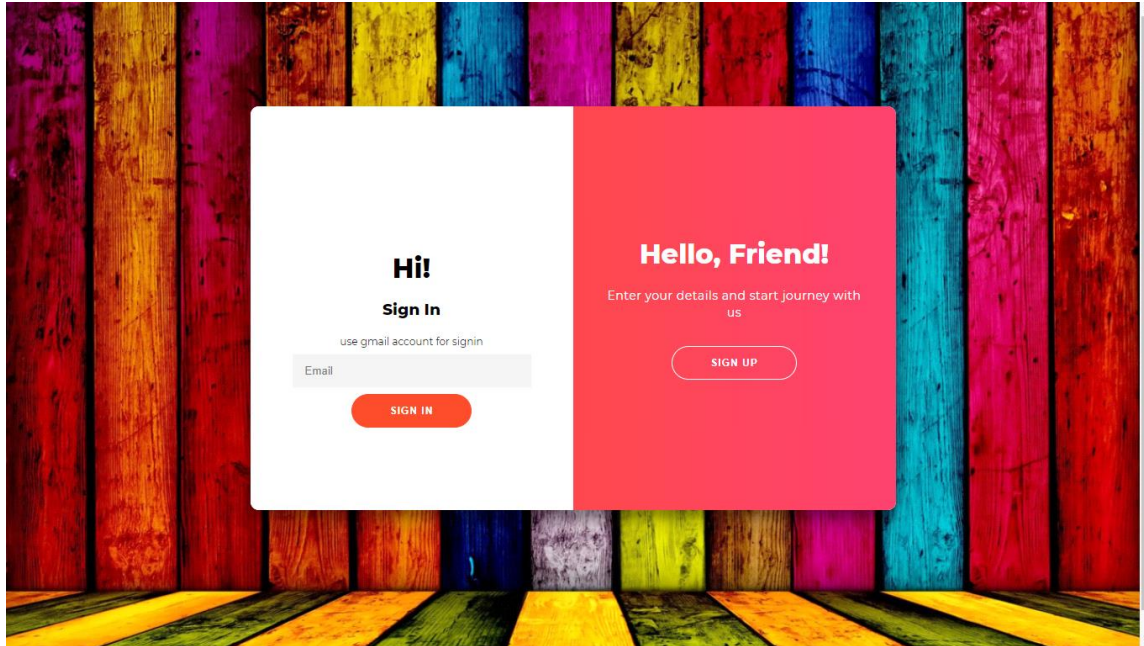 Hi!
Sign In
use gmail account for signin
Email
SIGN IN
Hello, Friend!
Enter your details and start journey with
us
SIGN UP